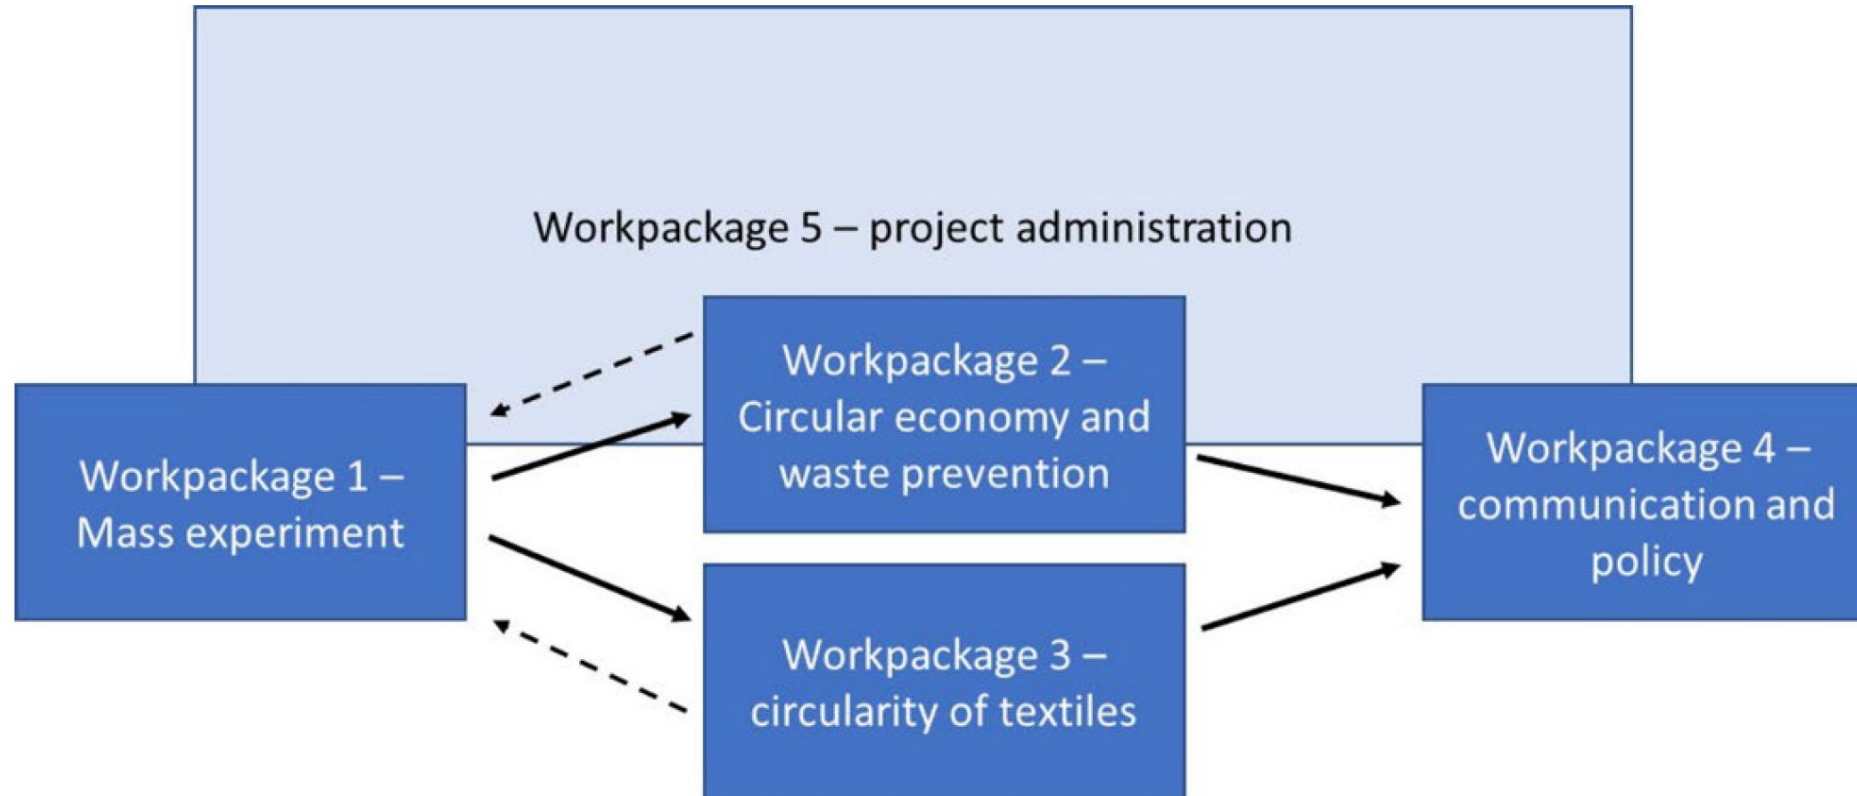 Workpackage 5 – project administration
Workpackage 1 –
Mass experiment
Workpackage 2 –
Circular economy and
waste prevention
Workpackage 3 –
circularity of textiles
Workpackage 4 –
communication and
policy